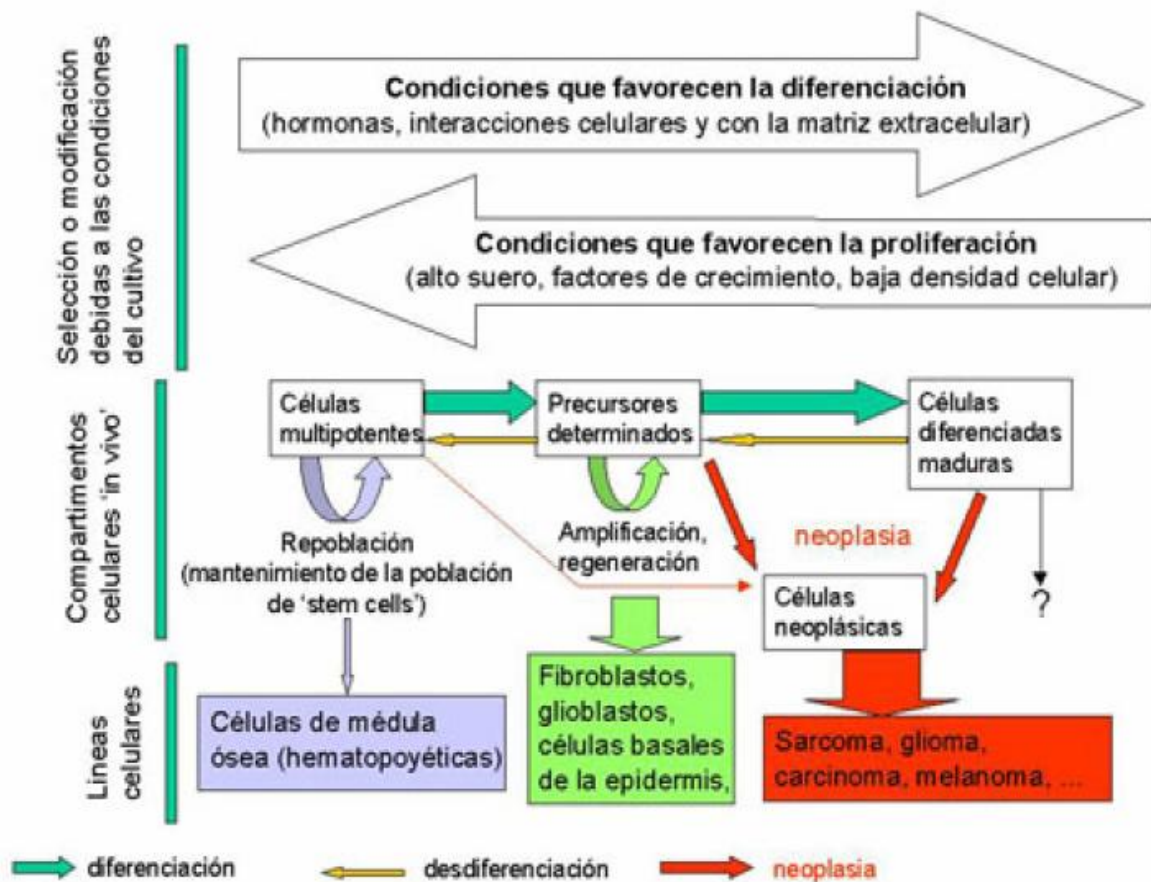 Selección o modificación
debidas a las condiciones
del cultivo
Condiciones que favorecen la diferenciación
(hormonas, interacciones celulares y con la matriz extracelular)
Condiciones que favorecen la proliferación
(alto suero, factores de crecimiento, baja densidad celular)
Compartimentos
celulares 'in vivo'
Células
multipotentes
Precursores
determinados
Células
diferenciadas
maduras
Repoblación
(mantenimiento de la población
de 'stem cells')
Amplificación,
regeneración
neoplasia
Células
neoplásicas
?
Lineas
celulares
Células de médula
ósea (hematopoyéticas)
Fibroblastos,
glioblastos,
células basales
de la epidermis,
Sarcoma, glioma,
carcinoma, melanoma, ...
diferenciación
desdiferenciación
neoplasia